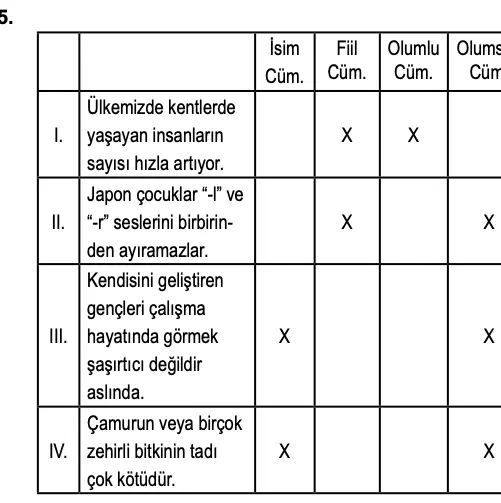 5.
İsim Cüm.
Fiil Cüm.
Olumlu Cüm.
Olums
Cüm
I.
Ülkemizde kentlerde
yaşayan insanların
sayısı hızla artıyor.
X
X
II.
Japon çocuklar “-l” ve
“-r” seslerini birbirin-
den ayıramazlar.
X
X
III.
Kendisini geliştiren
gençleri çalışma
hayatında görmek
şaşırtıcı değildir
aslında.
X
X
IV.
Çamurun veya birçok
zehirli bitkinin tadı
çok kötüdür.
X
X